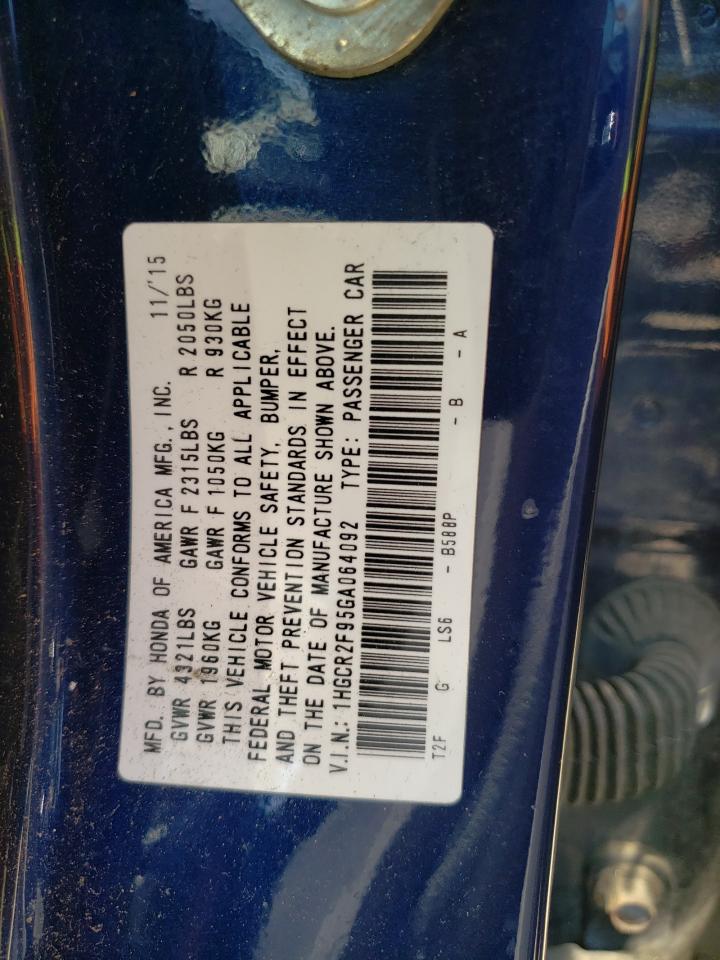 MFD. BY HONDA OF AMERICA MFG., INC. 11/'15
GVWR 4321LBS GAWR F 2315LBS R 2050LBS
GVWR 1960KG GAWR F 1050KG R 930KG
THIS VEHICLE CONFORMS TO ALL APPLICABLE
FEDERAL MOTOR VEHICLE SAFETY, BUMPER,
AND THEFT PREVENTION STANDARDS IN EFFECT
ON THE DATE OF MANUFACTURE SHOWN ABOVE.
V.I.N.: 1HGCR2F95GA064092 TYPE: PASSENGER CAR
T2F G LS6 - B588P - B - A